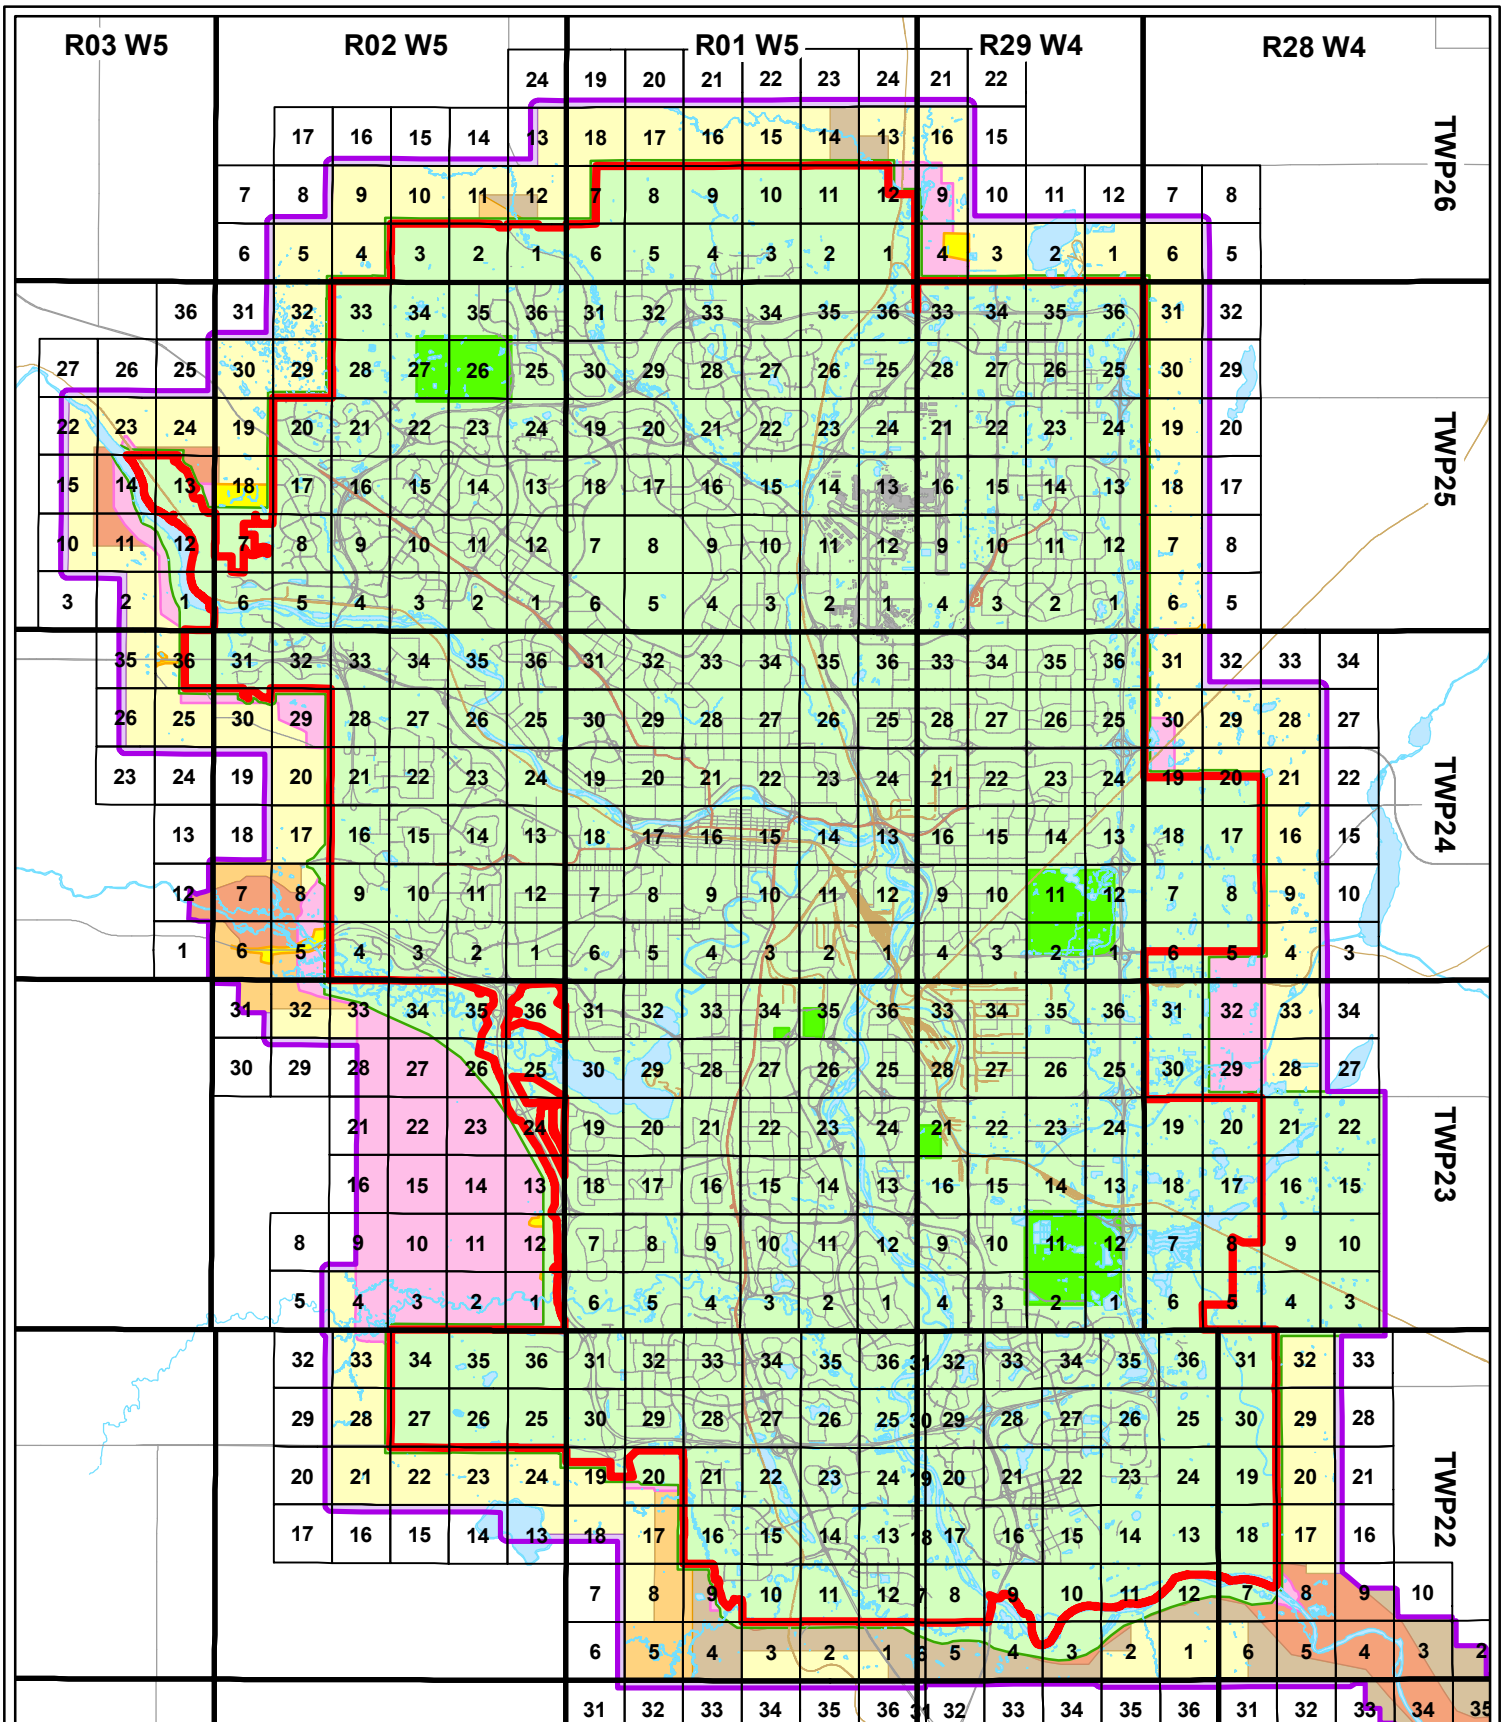 R03 W5 R02 W5 R01 W5 R29 W4 R28 W4
24 19 20 21 22 23 24 21 22
17 16 15 14 13 18 17 16 15 14 13 16 15
TWP26
7 8 9 10 11 12 7 8 9 10 11 12 9 10 11 12 7 8
6 5 4 3 2 1 6 5 4 3 2 1 4 3 2 1 6 5
36 31 32 33 34 35 36 31 32 33 34 35 36 33 34 35 36 31 32
27 26 25 30 29 28 27 26 25 30 29 28 27 26 25 28 27 26 25 30 29
22 23 24 19 20 21 22 23 24 19 20 21 22 23 24 21 22 23 24 19 20
TWP25
15 14 13 18 17 16 15 14 13 18 17 16 15 14 13 16 15 14 13 18 17
10 11 12 7 8 9 10 11 12 7 8 9 10 11 12 9 10 11 12 7 8
3 2 1 6 5 4 3 2 1 6 5 4 3 2 1 4 3 2 1 6 5
35 36 31 32 33 34 35 36 31 32 33 34 35 36 33 34 35 36 31 32 33 34
26 25 30 29 28 27 26 25 30 29 28 27 26 25 28 27 26 25 30 29 28 27
23 24 19 20 21 22 23 24 19 20 21 22 23 24 21 22 23 24 19 20 21 22
TWP24
13 18 17 16 15 14 13 18 17 16 15 14 13 16 15 14 13 18 17 16 15
12 7 8 9 10 11 12 7 8 9 10 11 12 9 10 11 12 7 8 9 10
1 6 5 4 3 2 1 6 5 4 3 2 1 4 3 2 1 6 5 4 3
31 32 33 34 35 36 31 32 33 34 35 36 33 34 35 36 31 32 33 34
30 29 28 27 26 25 30 29 28 27 26 25 28 27 26 25 30 29 28 27
21 22 23 24 19 20 21 22 23 24 21 22 23 24 19 20 21 22
TWP23
16 15 14 13 18 17 16 15 14 13 16 15 14 13 18 17 16 15
8 9 10 11 12 7 8 9 10 11 12 9 10 11 12 7 8 9 10
5 4 3 2 1 6 5 4 3 2 1 4 3 2 1 6 5 4 3
32 33 34 35 36 31 32 33 34 35 36 31 32 33 34 35 36 31 32 33
29 28 27 26 25 30 29 28 27 26 25 30 29 28 27 26 25 30 29 28
20 21 22 23 24 19 20 21 22 23 24 19 20 21 22 23 24 19 20 21
TWP22
17 16 15 14 13 18 17 16 15 14 13 18 17 16 15 14 13 18 17 16
7 8 9 10 11 12 7 8 9 10 11 12 7 8 9 10
6 5 4 3 2 1 6 5 4 3 2 1 6 5 4 3 2
31 32 33 34 35 36 31 32 33 34 35 36 31 32 33 34 35